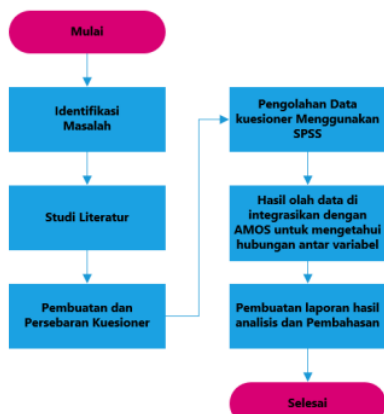 Mulai
Identifikasi
Masalah
Studi Literatur
Pembuatan dan
Persebaran Kuesioner
Pengolahan Data
kuesioner Menggunakan
SPSS
Hasil olah data di
integrasikan dengan
AMOS untuk mengetahui
hubungan antar variabel
Pembuatan laporan hasil
analisis dan Pembahasan
Selesai